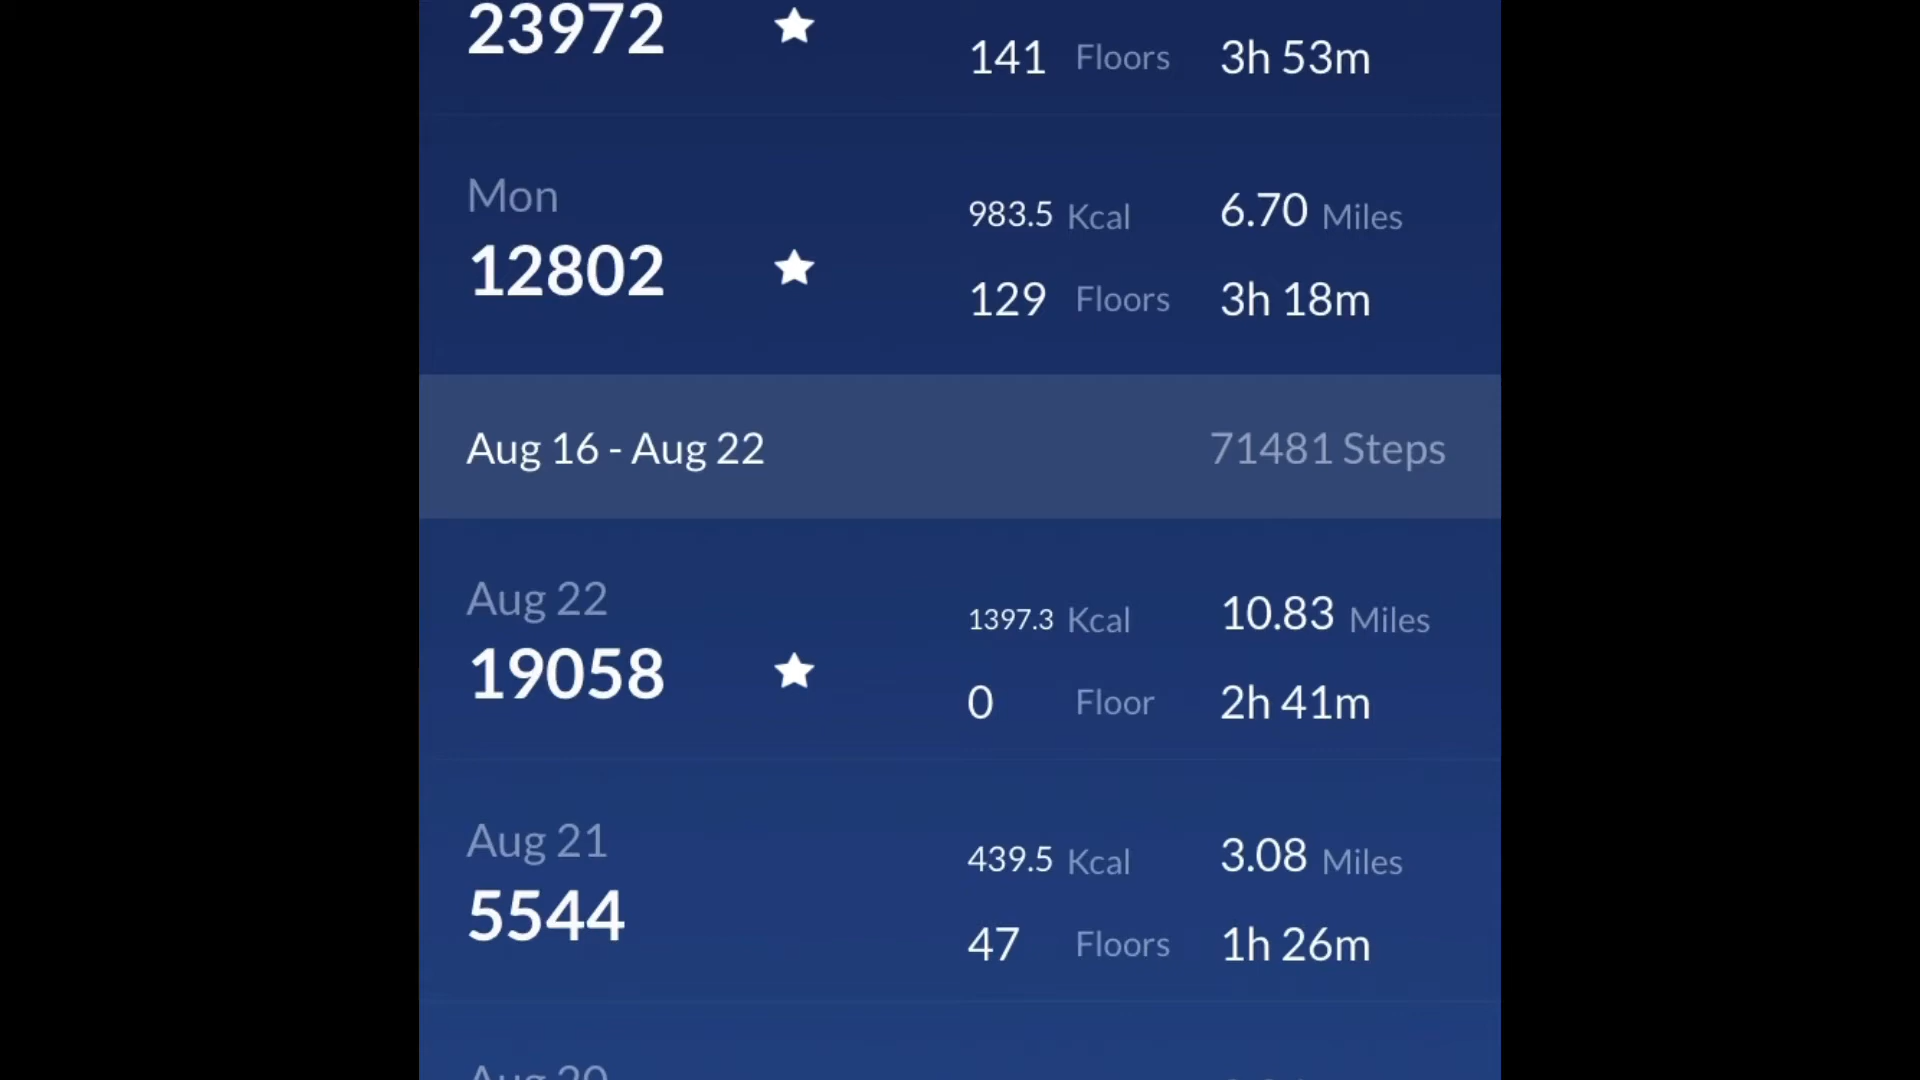 23972
141 Floors 3h 53m
Mon
983.5 Kcal 6.70 Miles
12802
129 Floors 3h 18m
Aug 16 - Aug 22 71481 Steps
Aug 22
1397.3 Kcal 10.83 Miles
19058
0 Floor 2h 41m
Aug 21
439.5 Kcal 3.08 Miles
5544
47 Floors 1h 26m
Aug 20